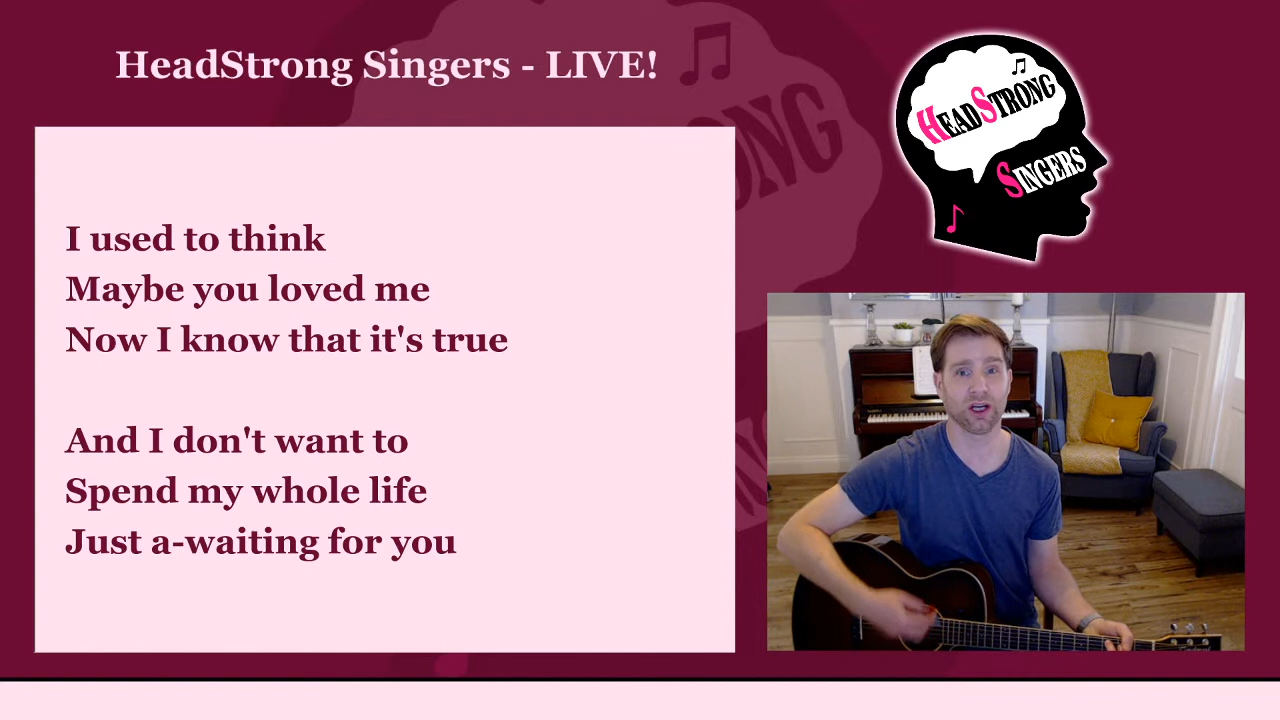 HeadStrong Singers - LIVE!
HEADSTRONG
SINGERS
I used to think
Maybe you loved me
Now I know that it's true
And I don't want to
Spend my whole life
Just a-waiting for you